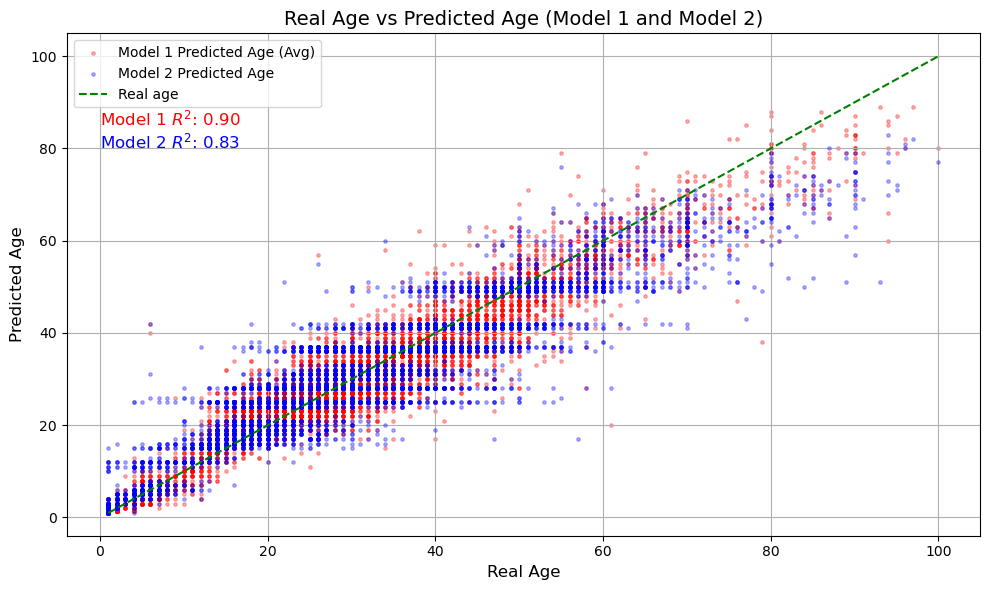 Real Age vs Predicted Age (Model 1 and Model 2)
Model 1 Predicted Age (Avg)
Model 2 Predicted Age
Real age
Model 1 R²: 0.90
Model 2 R²: 0.83
Predicted Age
100
80
60
40
20
0
0 20 40 60 80 100
Real Age